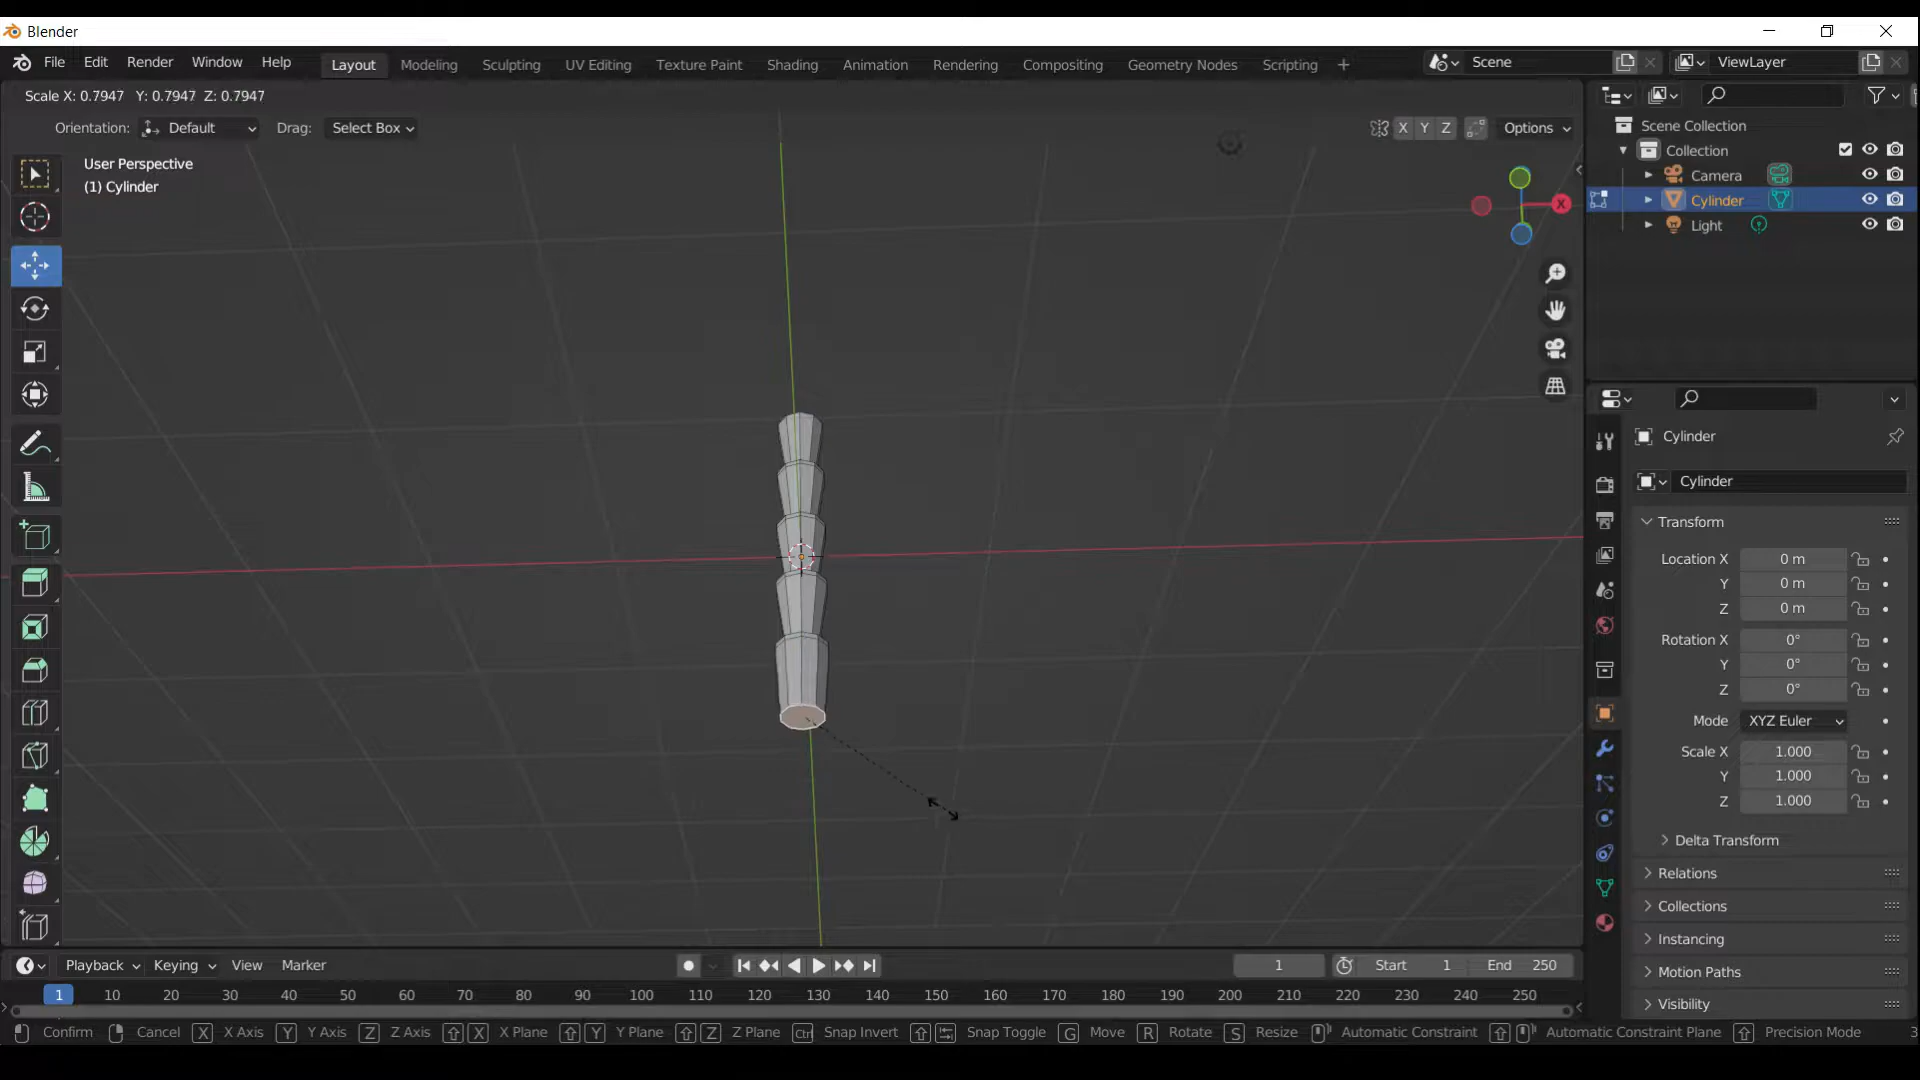 Blender
File Edit Render Window Help Layout Modeling Sculpting UV Editing Texture Paint Shading Animation Rendering Compositing Geometry Nodes Scripting + Scene ViewLayer
Scale X: 0.7947 Y: 0.7947 Z: 0.7947
Orientation: Default Drag: Select Box X Y Z Options
User Perspective
(1) Cylinder
X
Scene Collection
Collection
Camera
Cylinder
Light
Cylinder
Cylinder
Transform
Location X 0 m
Y 0 m
Z 0 m
Rotation X 0°
Y 0°
Z 0°
Mode XYZ Euler
Scale X 1.000
Y 1.000
Z 1.000
Delta Transform
Relations
Collections
Instancing
Motion Paths
Visibility
Playback Keying View Marker 1 Start 1 End 250
1 10 20 30 40 50 60 70 80 90 100 110 120 130 140 150 160 170 180 190 200 210 220 230 240 250
Confirm Cancel X X Axis Y Y Axis Z Z Axis X X Plane Y Y Plane Z Z Plane Ctrl Snap Invert Snap Toggle G Move R Rotate S Resize Automatic Constraint Automatic Constraint Plane Precision Mode 3